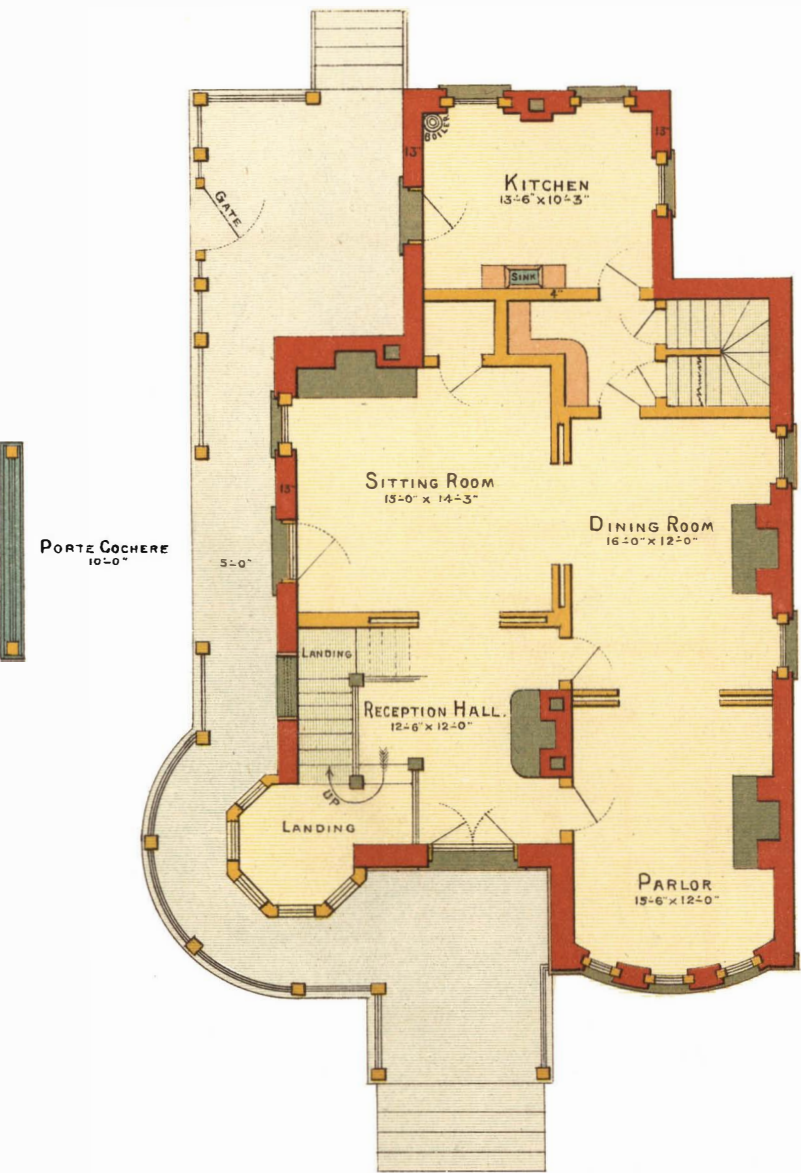 BOILER
13"
13"
KITCHEN
13'-6" x 10'-3"
GATE
SINK
4"
SITTING ROOM
15'-0" x 14'-3"
13"
DINING ROOM
16'-0" x 12'-0"
PORTE COCHERE
10'-0"
5'-0"
LANDING
RECEPTION HALL.
12'-6" x 12'-0"
UP
LANDING
PARLOR
15'-6" x 12'-0"